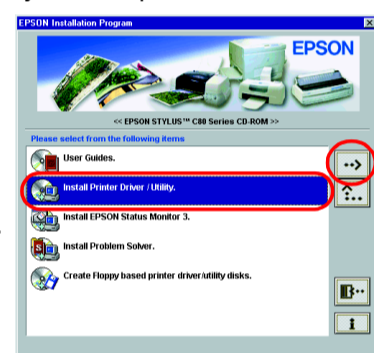 EPSON Installation Program
EPSON
<< EPSON STYLUS™ C80 Series CD-ROM >>
Please select from the following items
User Guides.
Install Printer Driver / Utility.
Install EPSON Status Monitor 3.
Install Problem Solver.
Create Floppy based printer driver/utility disks.